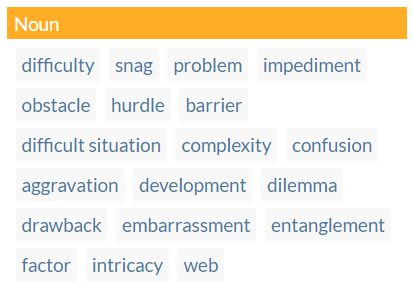 Noun
difficulty snag problem impediment
obstacle hurdle barrier
difficult situation complexity confusion
aggravation development dilemma
drawback embarrassment entanglement
factor intricacy web